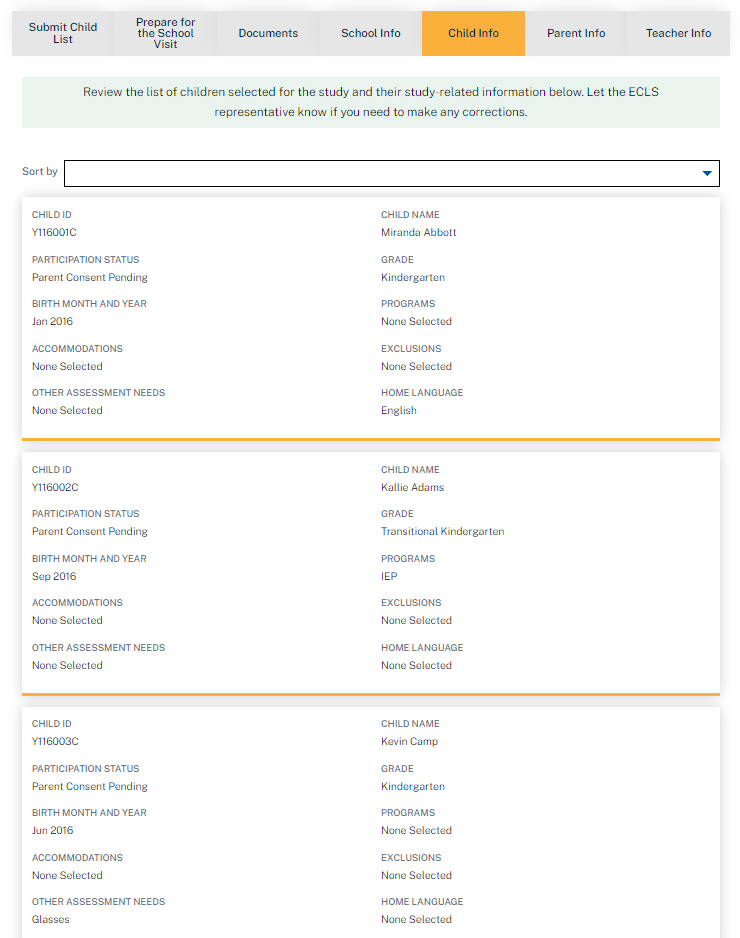 Submit Child
List
Prepare for
the School
Visit
Documents
School Info
Child Info
Parent Info
Teacher Info
Review the list of children selected for the study and their study-related information below. Let the ECLS
representative know if you need to make any corrections.
Sort by
CHILD ID
Y116001C
CHILD NAME
Miranda Abbott
PARTICIPATION STATUS
Parent Consent Pending
GRADE
Kindergarten
BIRTH MONTH AND YEAR
Jan 2016
PROGRAMS
None Selected
ACCOMMODATIONS
None Selected
EXCLUSIONS
None Selected
OTHER ASSESSMENT NEEDS
None Selected
HOME LANGUAGE
English
CHILD ID
Y116002C
CHILD NAME
Kallie Adams
PARTICIPATION STATUS
Parent Consent Pending
GRADE
Transitional Kindergarten
BIRTH MONTH AND YEAR
Sep 2016
PROGRAMS
IEP
ACCOMMODATIONS
None Selected
EXCLUSIONS
None Selected
OTHER ASSESSMENT NEEDS
None Selected
HOME LANGUAGE
None Selected
CHILD ID
Y116003C
CHILD NAME
Kevin Camp
PARTICIPATION STATUS
Parent Consent Pending
GRADE
Kindergarten
BIRTH MONTH AND YEAR
Jun 2016
PROGRAMS
None Selected
ACCOMMODATIONS
None Selected
EXCLUSIONS
None Selected
OTHER ASSESSMENT NEEDS
Glasses
HOME LANGUAGE
None Selected